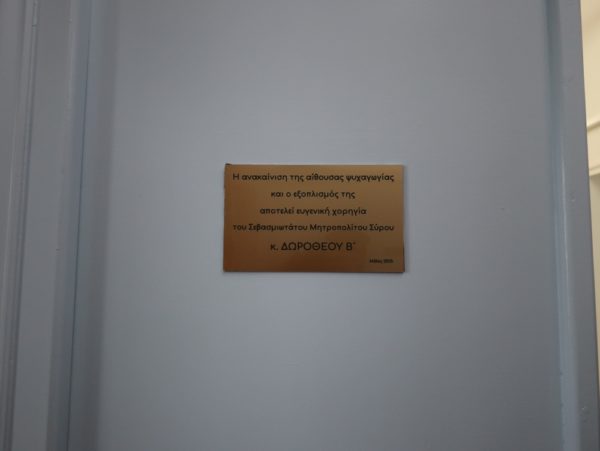 Η ανακαίνιση της αίθουσας ψυχαγωγίας
και ο εξοπλισμός της
αποτελεί ευγενική χορηγία
του Σεβασμιωτάτου Μητροπολίτου Σύρου
κ. ΔΩΡΟΘΕΟΥ Β΄